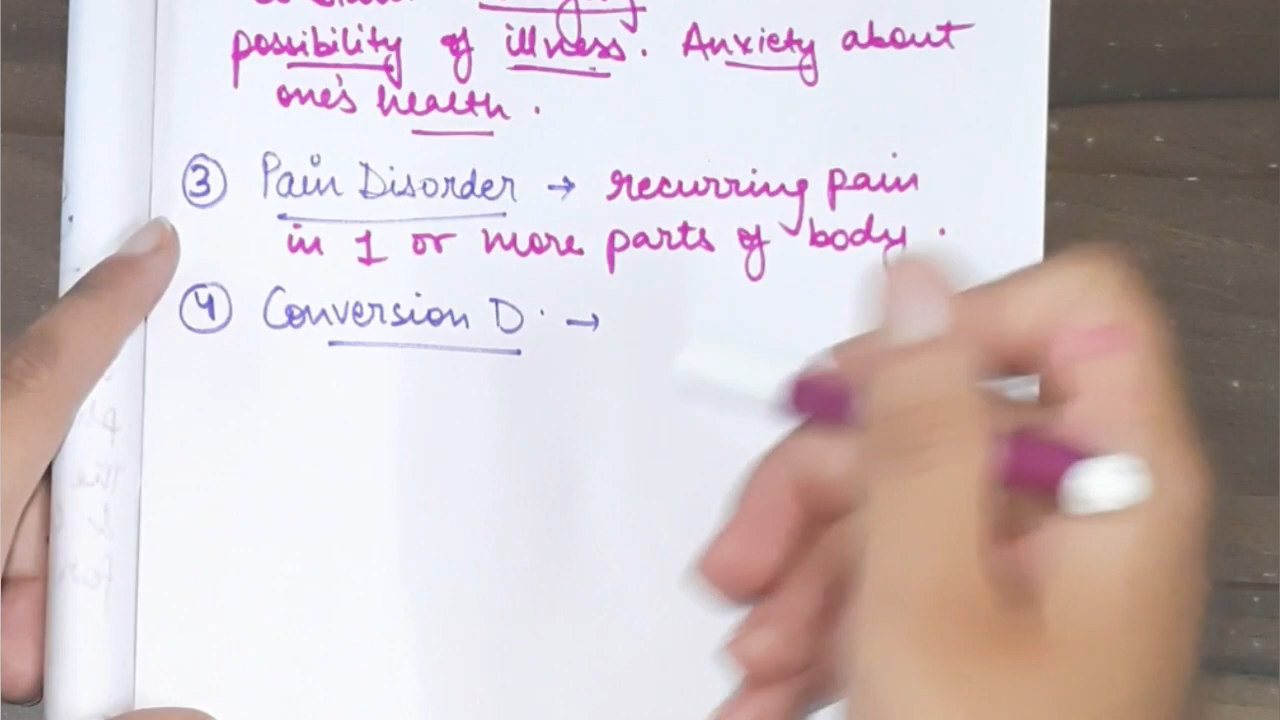 possibility of illness. Anxiety about
one's health.
③ Pain Disorder → recurring pain
in 1 or more parts of body.
④ Conversion D. →